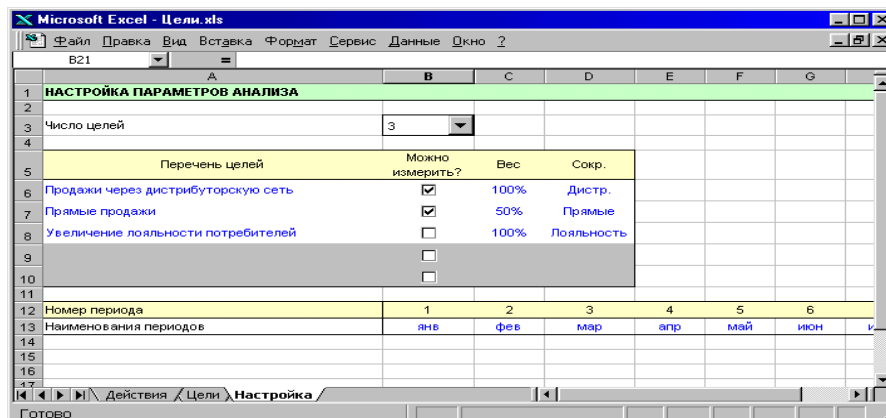 Microsoft Excel - Цели.xls
Файл Правка Вид Вставка Формат Сервис Данные Окно ?
B21 =
A B C D E F G
1 НАСТРОЙКА ПАРАМЕТРОВ АНАЛИЗА
2
3 Число целей 3
4
5 Перечень целей Можно измерить? Вес Сокр.
6 Продажи через дистрибуторскую сеть 100% Дистр.
7 Прямые продажи 50% Прямые
8 Увеличение лояльности потребителей 100% Лояльность
9
10
11
12 Номер периода 1 2 3 4 5 6
13 Наименования периодов янв фев мар апр май июн
14
15
16
17
Действия Цели Настройка
Готово